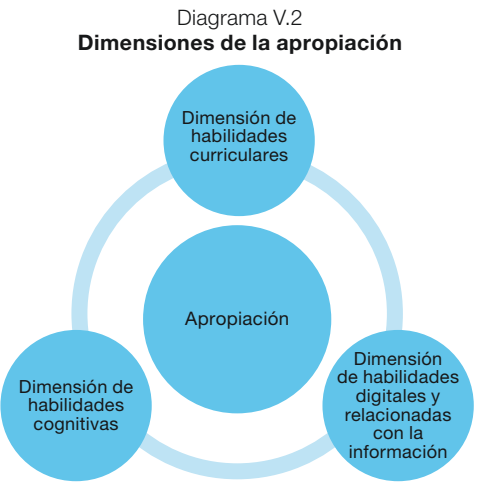 Diagrama V.2
Dimensiones de la apropiación
Dimensión de
habilidades
curriculares
Apropiación
Dimensión de
habilidades
cognitivas
Dimensión
de habilidades
digitales y
relacionadas
con la
información